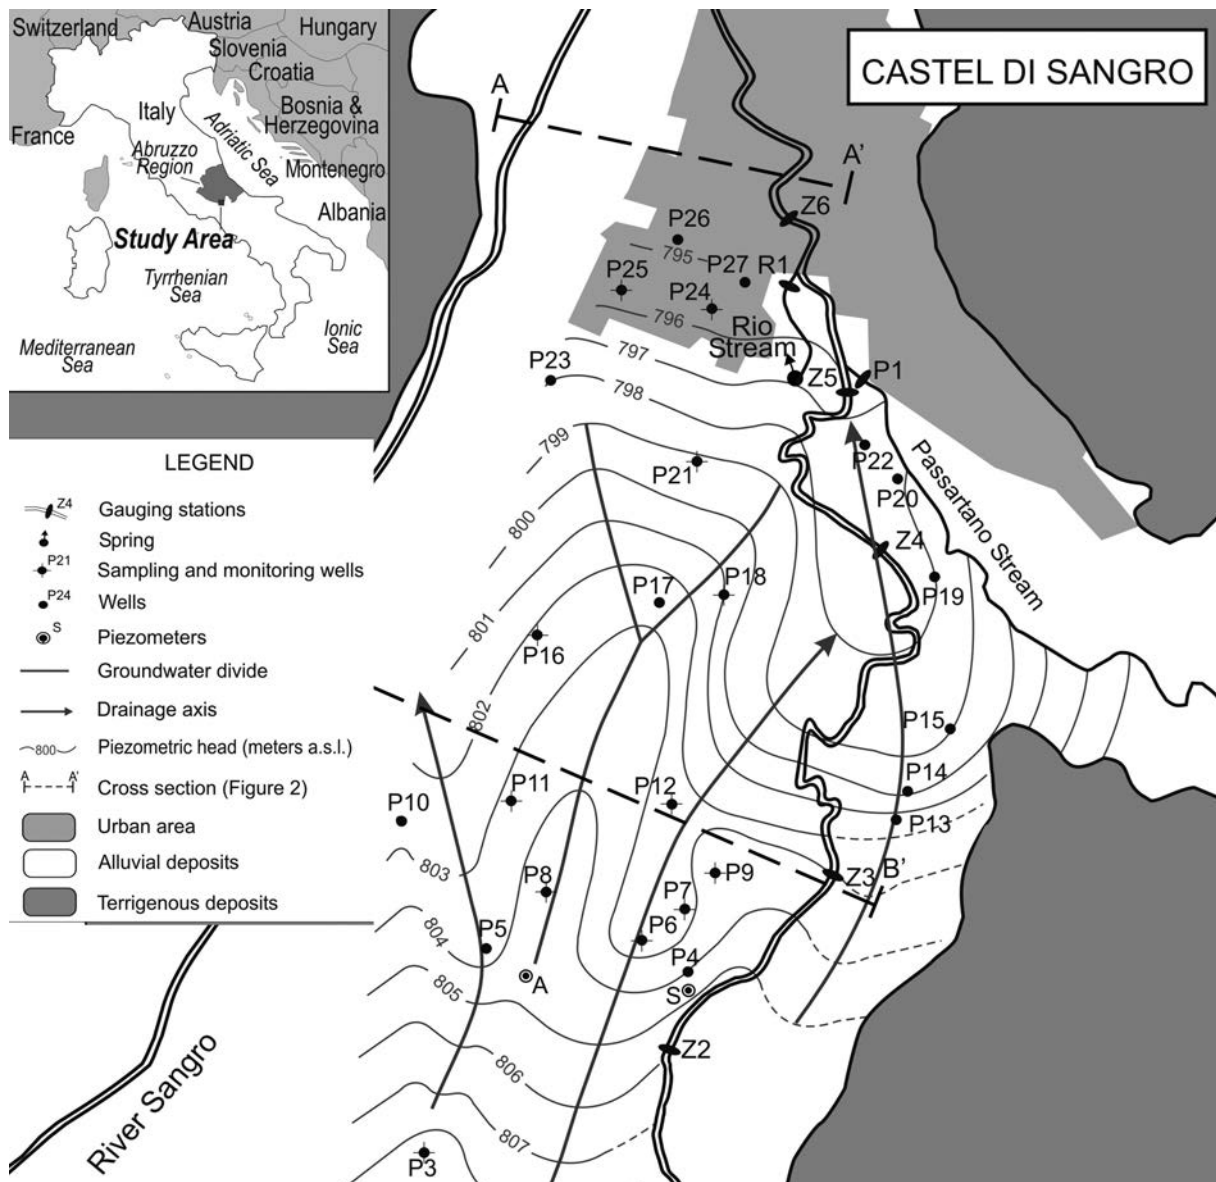 Switzerland
Austria
Hungary
Slovenia
Croatia
Italy
Bosnia &
Herzegovina
France
Adriatic Sea
Abruzzo
Region
Montenegro
Albania
Study Area
Tyrrhenian
Sea
Ionic
Sea
Mediterranean
Sea
CASTEL DI SANGRO
A
A'
Z6
P26
795
P27
R1
P25
P24
796
Rio
Stream
797
P23
Z5
P1
798
799
P21
P22
P20
Passartano Stream
800
Z4
P17
P18
P19
801
P16
802
P15
P11
P12
P14
P10
P13
803
P8
P9
Z3
B'
P7
P5
P6
804
P4
A
S
805
Z2
806
807
P3
River Sangro
LEGEND
Z4
Gauging stations
Spring
P21
Sampling and monitoring wells
P24
Wells
S
Piezometers
Groundwater divide
Drainage axis
800
Piezometric head (meters a.s.l.)
A
A'
Cross section (Figure 2)
Urban area
Alluvial deposits
Terrigenous deposits